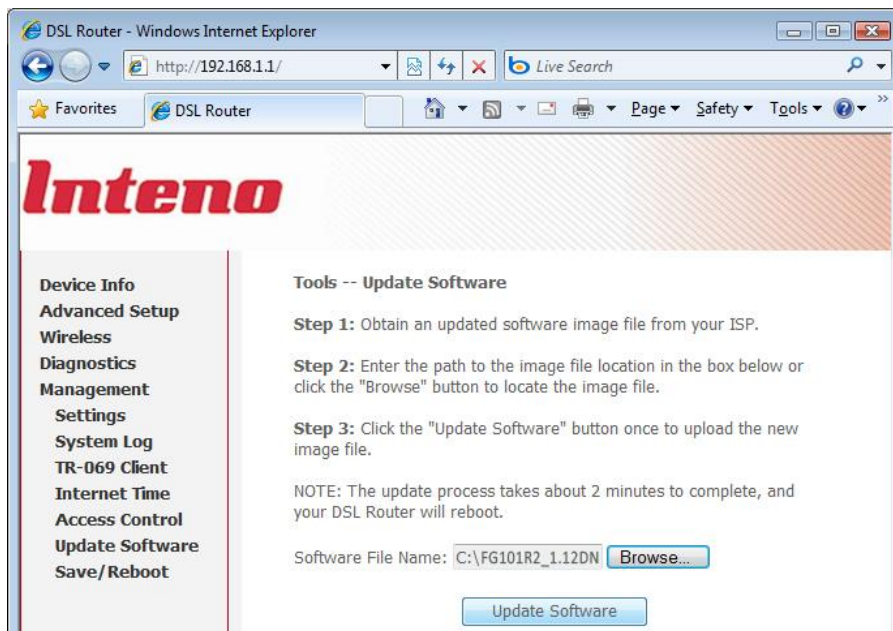 DSL Router - Windows Internet Explorer
http://192.168.1.1/
Live Search
Favorites
DSL Router
Page
Safety
Tools
Inteno
Device Info
Advanced Setup
Wireless
Diagnostics
Management
Settings
System Log
TR-069 Client
Internet Time
Access Control
Update Software
Save/Reboot
Tools -- Update Software
Step 1: Obtain an updated software image file from your ISP.
Step 2: Enter the path to the image file location in the box below or
click the "Browse" button to locate the image file.
Step 3: Click the "Update Software" button once to upload the new
image file.
NOTE: The update process takes about 2 minutes to complete, and
your DSL Router will reboot.
Software File Name: C:\FG101R2_1.12DN Browse...
Update Software